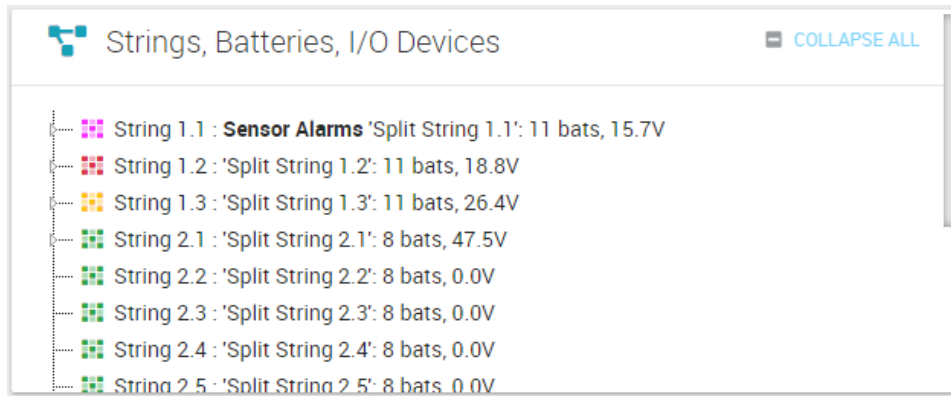 Strings, Batteries, I/O Devices
COLLAPSE ALL
String 1.1 : Sensor Alarms 'Split String 1.1': 11 bats, 15.7V
String 1.2 : 'Split String 1.2': 11 bats, 18.8V
String 1.3 : 'Split String 1.3': 11 bats, 26.4V
String 2.1 : 'Split String 2.1': 8 bats, 47.5V
String 2.2 : 'Split String 2.2': 8 bats, 0.0V
String 2.3 : 'Split String 2.3': 8 bats, 0.0V
String 2.4 : 'Split String 2.4': 8 bats, 0.0V
String 2.5 : 'Split String 2.5': 8 bats, 0.0V